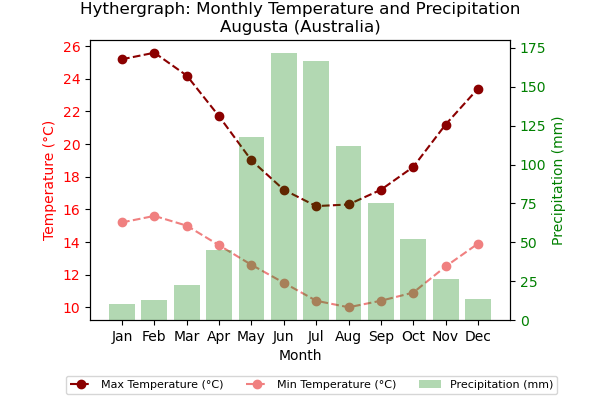 Hythergraph: Monthly Temperature and Precipitation
Augusta (Australia)
Temperature (°C)
26
24
22
20
18
16
14
12
10
175
150
125
100
75
50
25
0
Precipitation (mm)
Jan Feb Mar Apr May Jun Jul Aug Sep Oct Nov Dec
Month
Max Temperature (°C) Min Temperature (°C) Precipitation (mm)